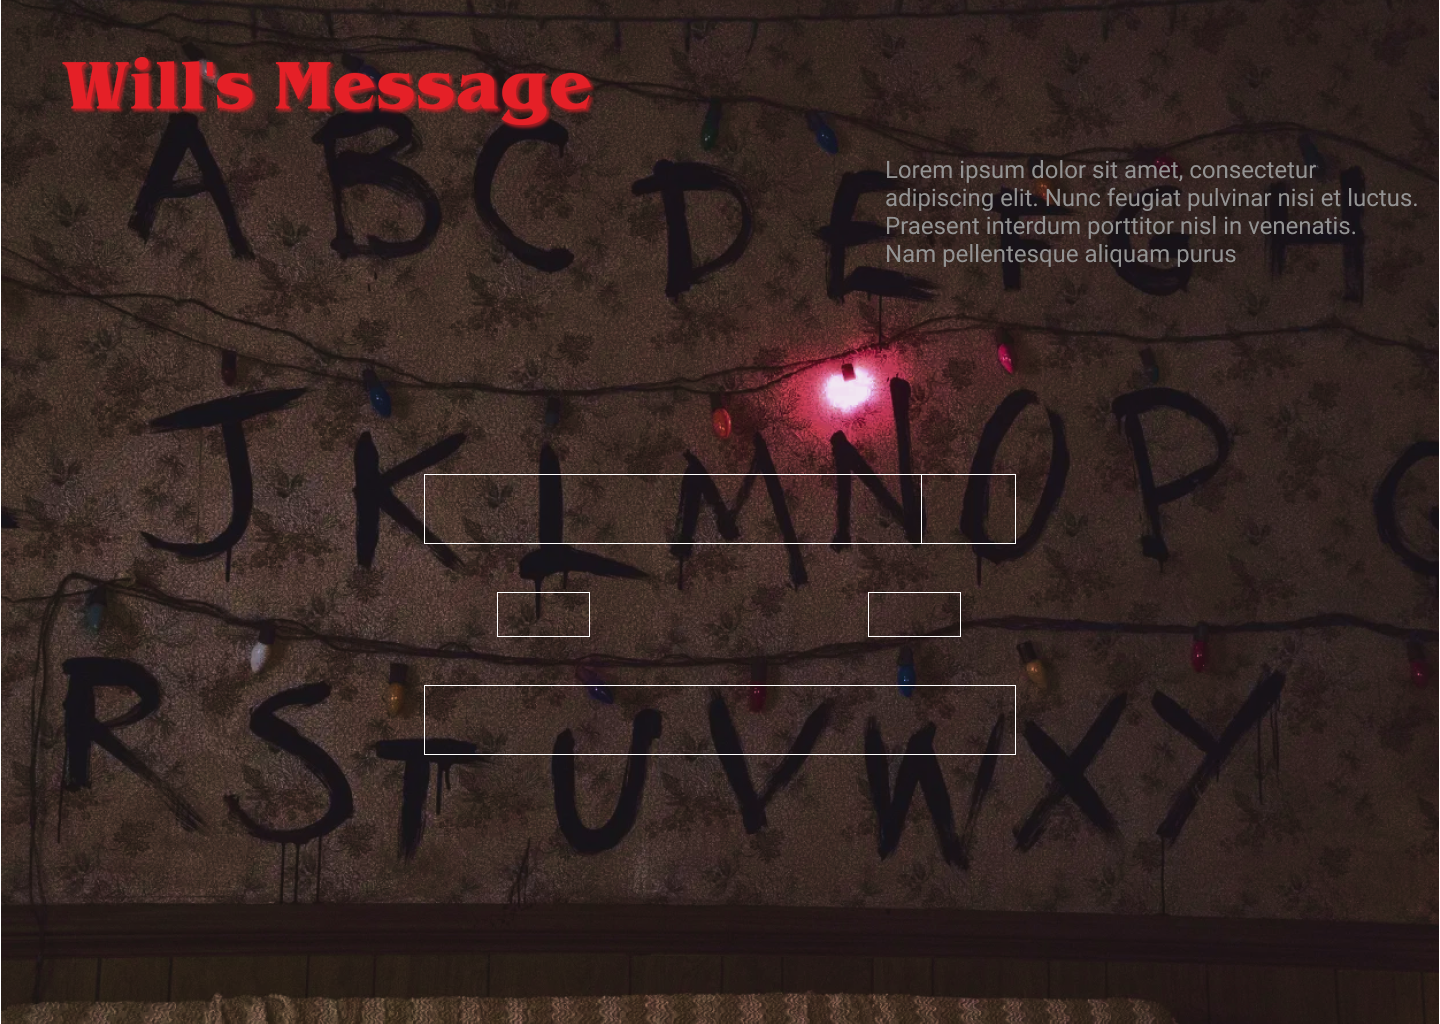 Will's Message
A B C D E F G H
Lorem ipsum dolor sit amet, consectetur
adipiscing elit. Nunc feugiat pulvinar nisi et luctus.
Praesent interdum porttitor nisl in venenatis.
Nam pellentesque aliquam purus
J K L M N O P Q
R S T U V W X Y